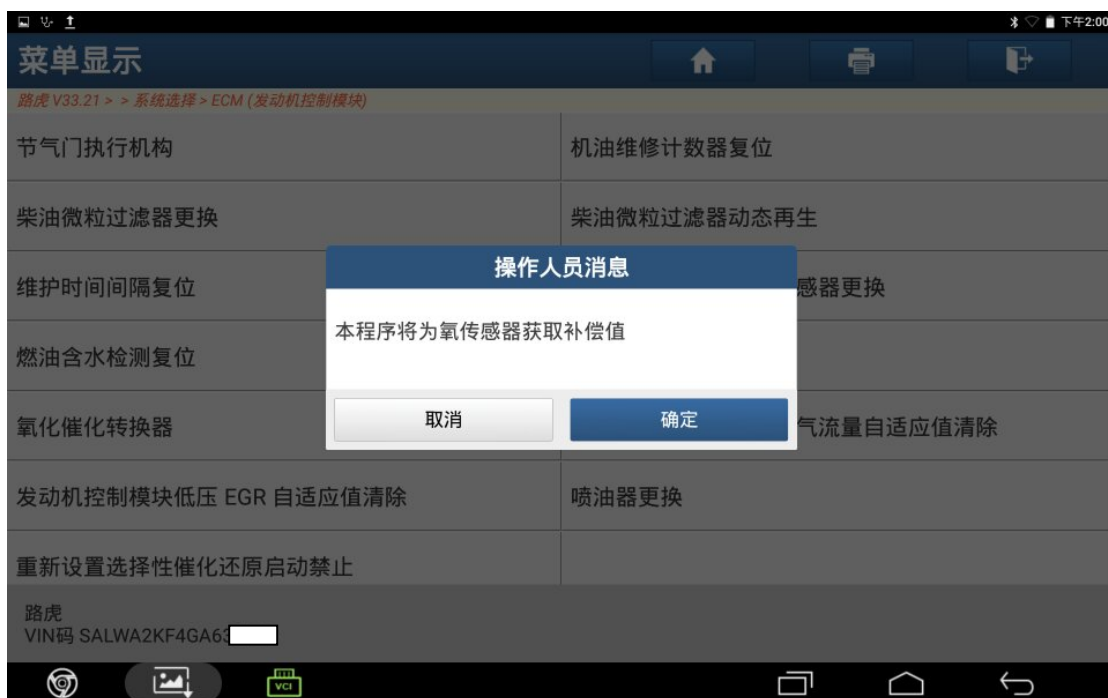 下午2:00
菜单显示
路虎 V33.21 > > 系统选择 > ECM (发动机控制模块)
节气门执行机构
机油维修计数器复位
柴油微粒过滤器更换
柴油微粒过滤器动态再生
操作人员消息
维护时间间隔复位
感器更换
本程序将为氧传感器获取补偿值
燃油含水检测复位
取消
确定
氧化催化转换器
气流量自适应值清除
发动机控制模块低压 EGR 自适应值清除
喷油器更换
重新设置选择性催化还原启动禁止
路虎
VIN码 SALWA2KF4GA63
VCI